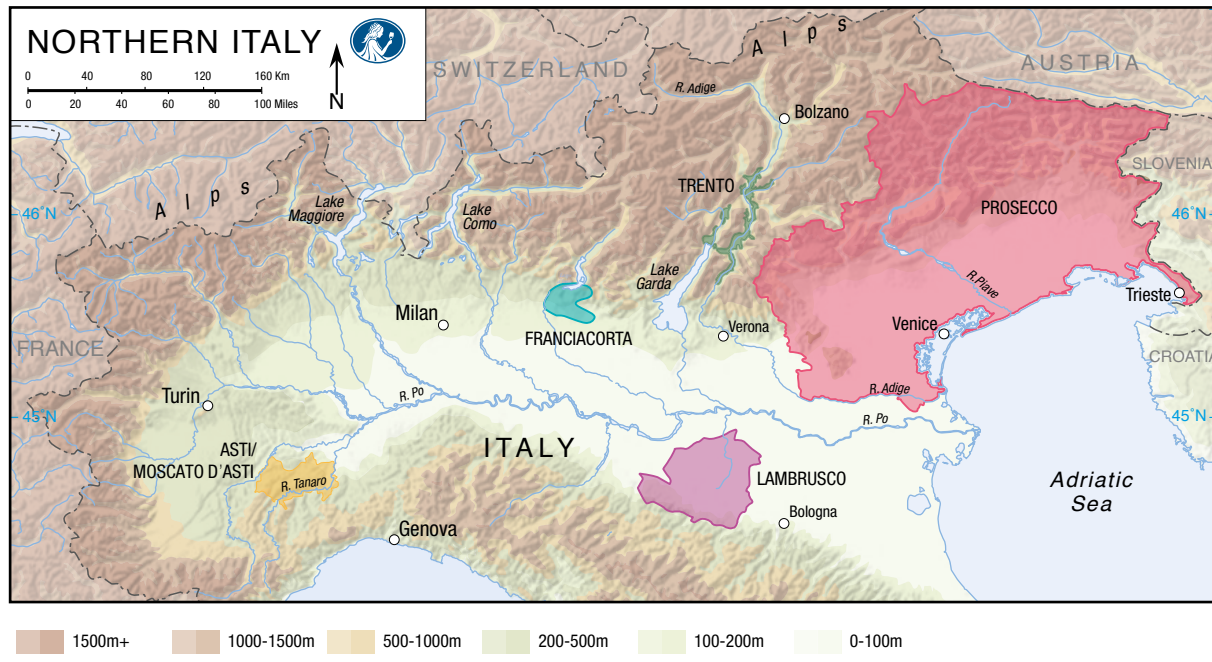 NORTHERN ITALY
0 40 80 120 160 Km
0 20 40 60 80 100 Miles
N
SWITZERLAND
Alps
AUSTRIA
R. Adige
Bolzano
SLOVENIA
Alps
TRENTO
PROSECCO
46°N
46°N
Lake
Maggiore
Lake
Como
Lake
Garda
R.Piave
Trieste
Milan
FRANCIACORTA
Verona
Venice
FRANCE
CROATIA
Turin
R. Po
R. Adige
45°N
45°N
R. Po
ASTI/
MOSCATO D'ASTI
ITALY
R. Tanaro
LAMBRUSCO
Adriatic
Sea
Bologna
Genova
1500m+ 1000-1500m 500-1000m 200-500m 100-200m 0-100m